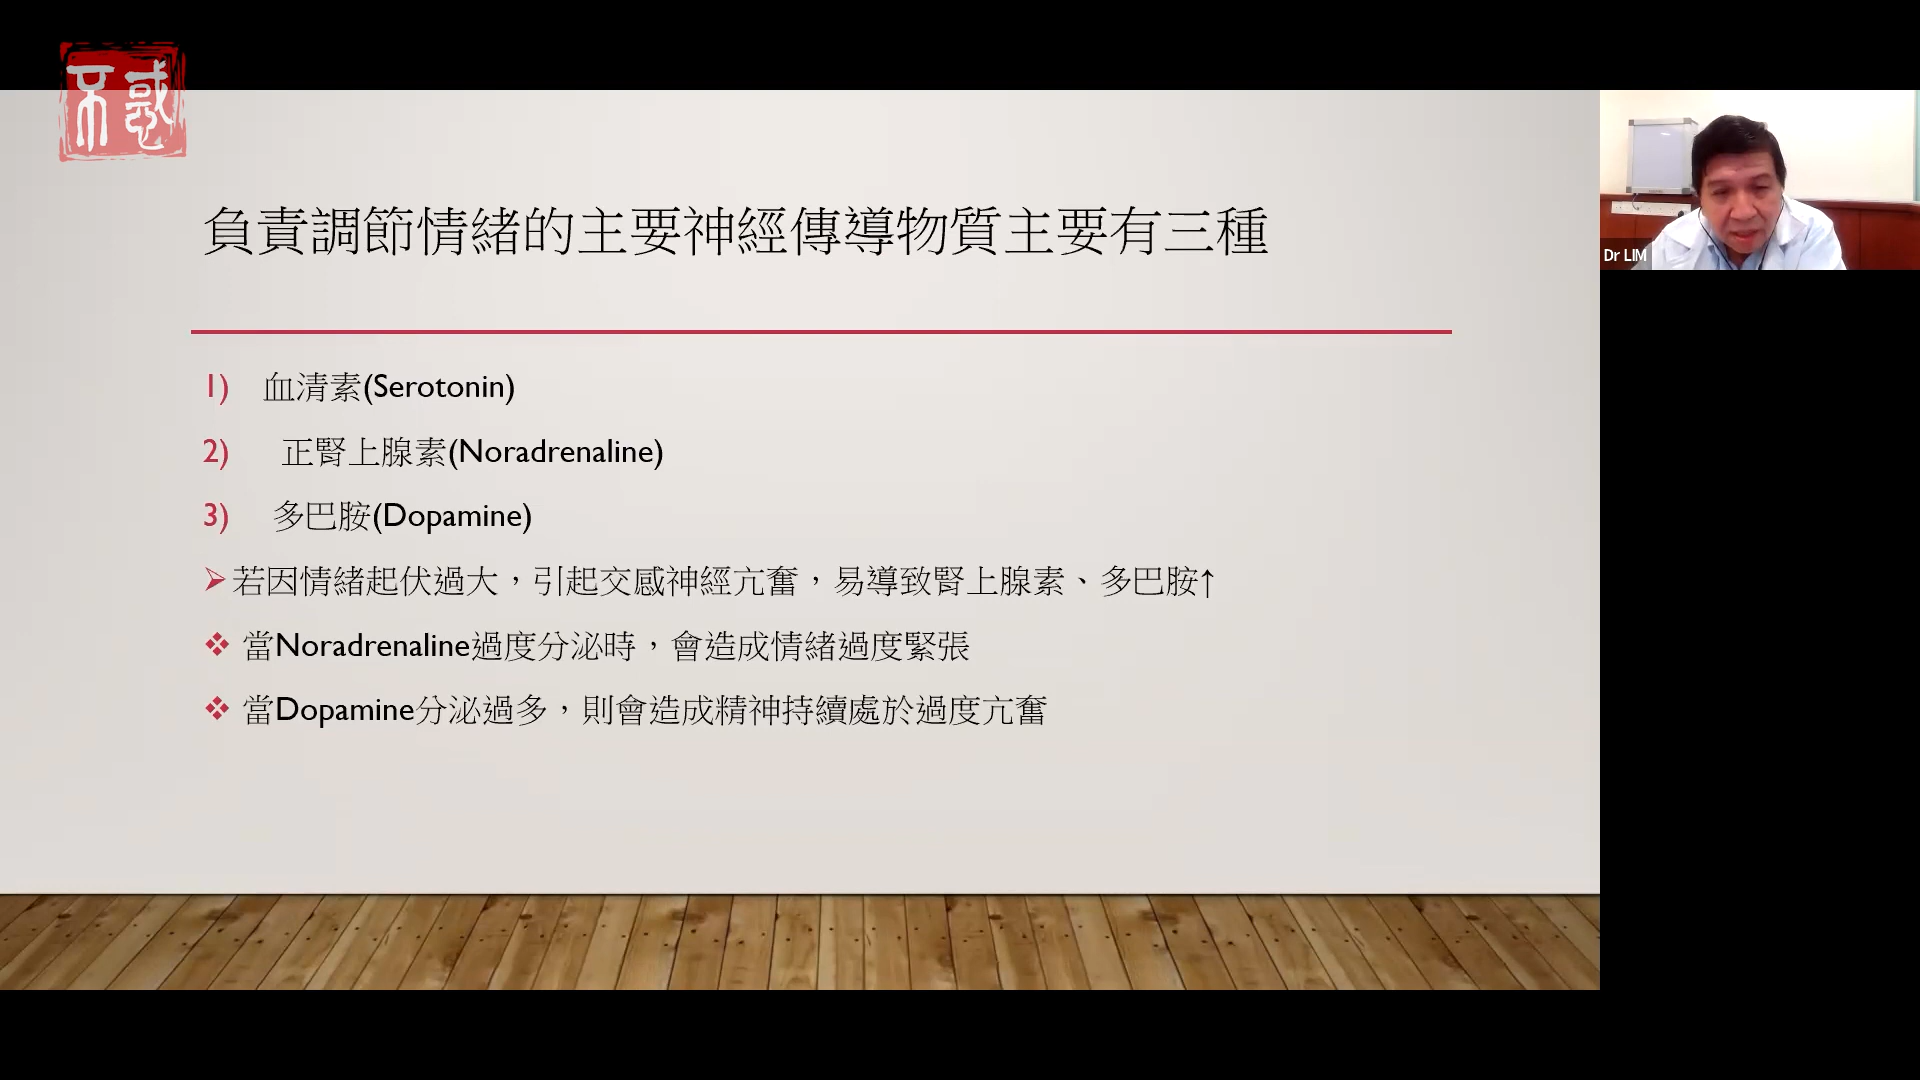 不惑
負責調節情緒的主要神經傳導物質主要有三種
1) 血清素(Serotonin)
2) 正腎上腺素(Noradrenaline)
3) 多巴胺(Dopamine)
若因情緒起伏過大，引起交感神經亢奮，易導致腎上腺素、多巴胺↑
當Noradrenaline過度分泌時，會造成情緒過度緊張
當Dopamine分泌過多，則會造成精神持續處於過度亢奮
Dr LIM